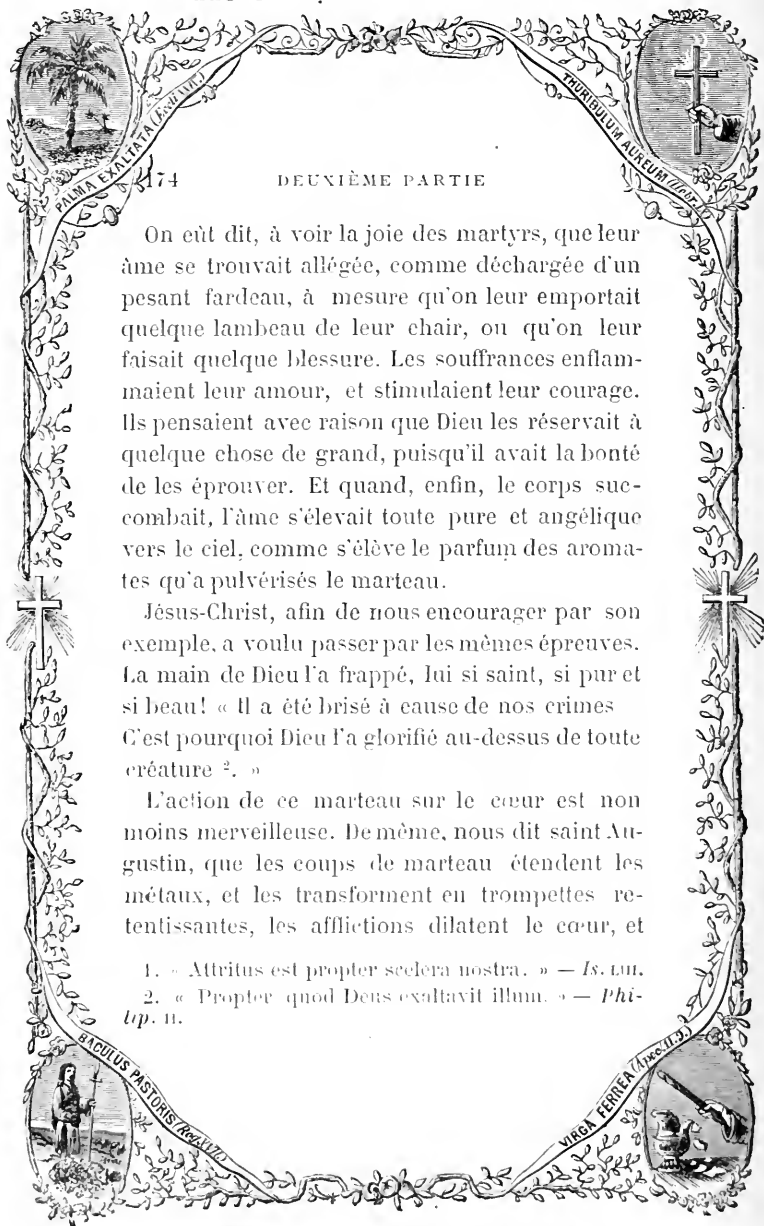 PALMA EXALTATA
THURIBULUM AUREUM
174 DEUXIÈME PARTIE
On eût dit, à voir la joie des martyrs, que leur
âme se trouvait allégée, comme déchargée d'un
pesant fardeau, à mesure qu'on leur emportait
quelque lambeau de leur chair, ou qu'on leur
faisait quelque blessure. Les souffrances enflam-
maient leur amour, et stimulaient leur courage.
Ils pensaient avec raison que Dieu les réservait à
quelque chose de grand, puisqu'il avait la bonté
de les éprouver. Et quand, enfin, le corps suc-
combait, l'âme s'élevait toute pure et angélique
vers le ciel, comme s'élève le parfum des aroma-
tes qu'a pulvérisés le marteau.
Jésus-Christ, afin de nous encourager par son
exemple, a voulu passer par les mêmes épreuves.
La main de Dieu l'a frappé, lui si saint, si pur et
si beau! « Il a été brisé à cause de nos crimes
C'est pourquoi Dieu l'a glorifié au-dessus de toute
créature ². »
L'action de ce marteau sur le cœur est non
moins merveilleuse. De même, nous dit saint Au-
gustin, que les coups de marteau étendent les
métaux, et les transforment en trompettes re-
tentissantes, les afflictions dilatent le cœur, et
1. « Attritus est propter scelera nostra. » — Is. LIII.
2. « Propter quod Deus exaltavit illum. » — Phi-
lip. II.
BACULUS PASTORIS
VIRGA FERREA (Apoc. II. 9.)